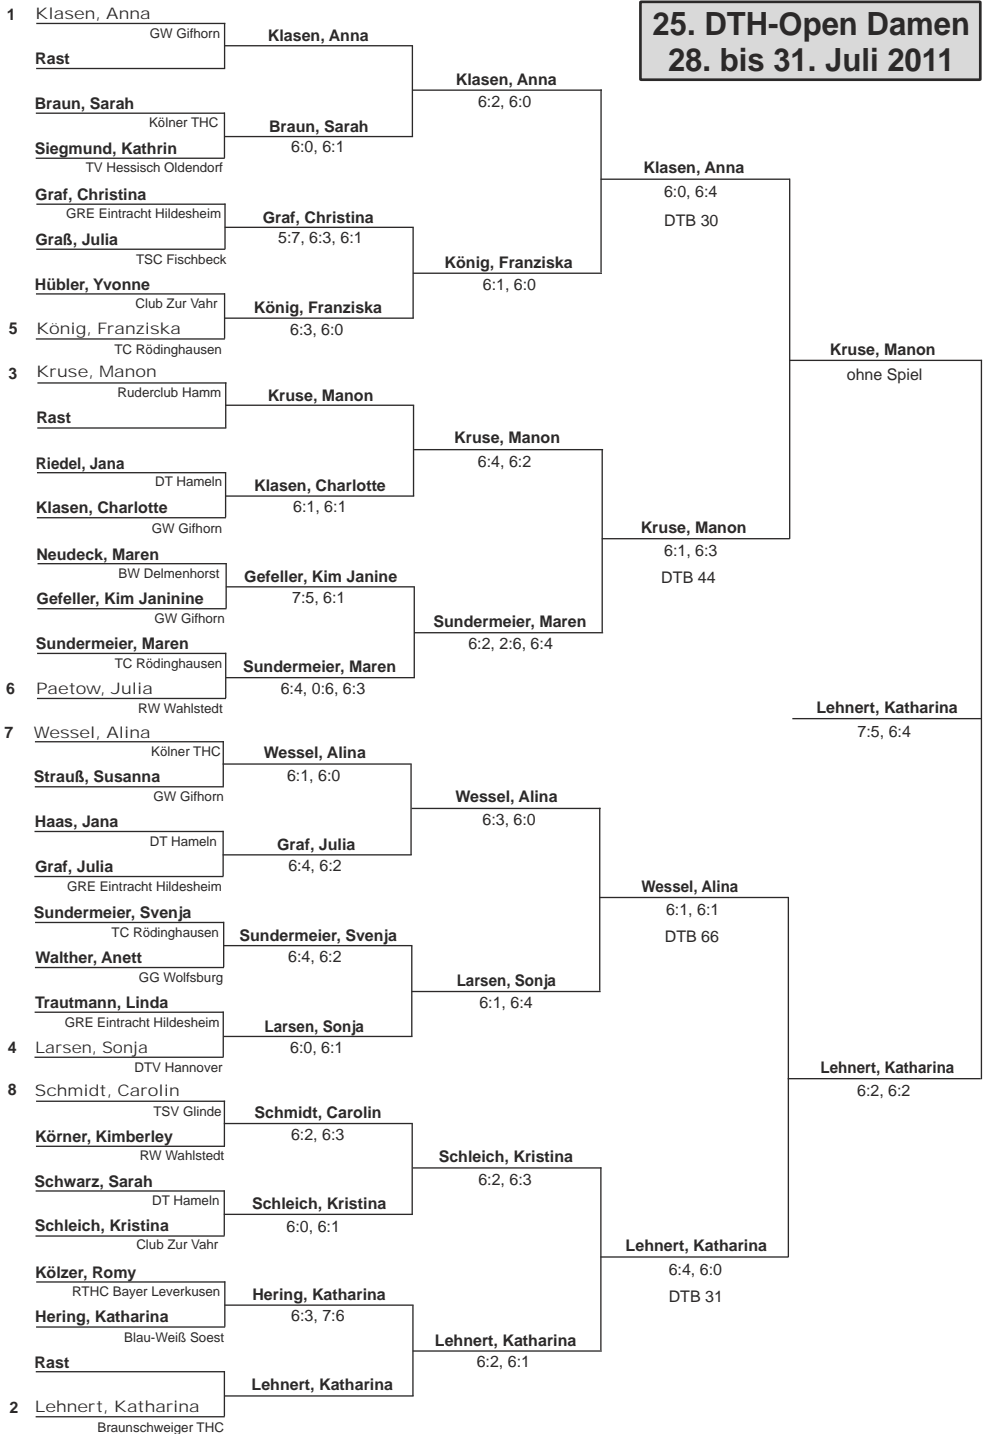 25. DTH-Open Damen
28. bis 31. Juli 2011
1 Klasen, Anna
GW Gifhorn
Rast
Braun, Sarah
Kölner THC
Siegmund, Kathrin
TV Hessisch Oldendorf
Graf, Christina
GRE Eintracht Hildesheim
Graß, Julia
TSC Fischbeck
Hübler, Yvonne
Club Zur Vahr
5 König, Franziska
TC Rödinghausen
3 Kruse, Manon
Ruderclub Hamm
Rast
Riedel, Jana
DT Hameln
Klasen, Charlotte
GW Gifhorn
Neudeck, Maren
BW Delmenhorst
Gefeller, Kim Janinine
GW Gifhorn
Sundermeier, Maren
TC Rödinghausen
6 Paetow, Julia
RW Wahlstedt
7 Wessel, Alina
Kölner THC
Strauß, Susanna
GW Gifhorn
Haas, Jana
DT Hameln
Graf, Julia
GRE Eintracht Hildesheim
Sundermeier, Svenja
TC Rödinghausen
Walther, Anett
GG Wolfsburg
Trautmann, Linda
GRE Eintracht Hildesheim
4 Larsen, Sonja
DTV Hannover
8 Schmidt, Carolin
TSV Glinde
Körner, Kimberley
RW Wahlstedt
Schwarz, Sarah
DT Hameln
Schleich, Kristina
Club Zur Vahr
Kölzer, Romy
RTHC Bayer Leverkusen
Hering, Katharina
Blau-Weiß Soest
Rast
2 Lehnert, Katharina
Braunschweiger THC
Klasen, Anna
Braun, Sarah
6:0, 6:1
Graf, Christina
5:7, 6:3, 6:1
König, Franziska
6:3, 6:0
Kruse, Manon
Klasen, Charlotte
6:1, 6:1
Gefeller, Kim Janine
7:5, 6:1
Sundermeier, Maren
6:4, 0:6, 6:3
Wessel, Alina
6:1, 6:0
Graf, Julia
6:4, 6:2
Sundermeier, Svenja
6:4, 6:2
Larsen, Sonja
6:0, 6:1
Schmidt, Carolin
6:2, 6:3
Schleich, Kristina
6:0, 6:1
Hering, Katharina
6:3, 7:6
Lehnert, Katharina
Klasen, Anna
6:2, 6:0
König, Franziska
6:1, 6:0
Kruse, Manon
6:4, 6:2
Sundermeier, Maren
6:2, 2:6, 6:4
Wessel, Alina
6:3, 6:0
Larsen, Sonja
6:1, 6:4
Schleich, Kristina
6:2, 6:3
Lehnert, Katharina
6:2, 6:1
Klasen, Anna
6:0, 6:4
DTB 30
Kruse, Manon
6:1, 6:3
DTB 44
Wessel, Alina
6:1, 6:1
DTB 66
Lehnert, Katharina
6:4, 6:0
DTB 31
Kruse, Manon
ohne Spiel
Lehnert, Katharina
6:2, 6:2
Lehnert, Katharina
7:5, 6:4